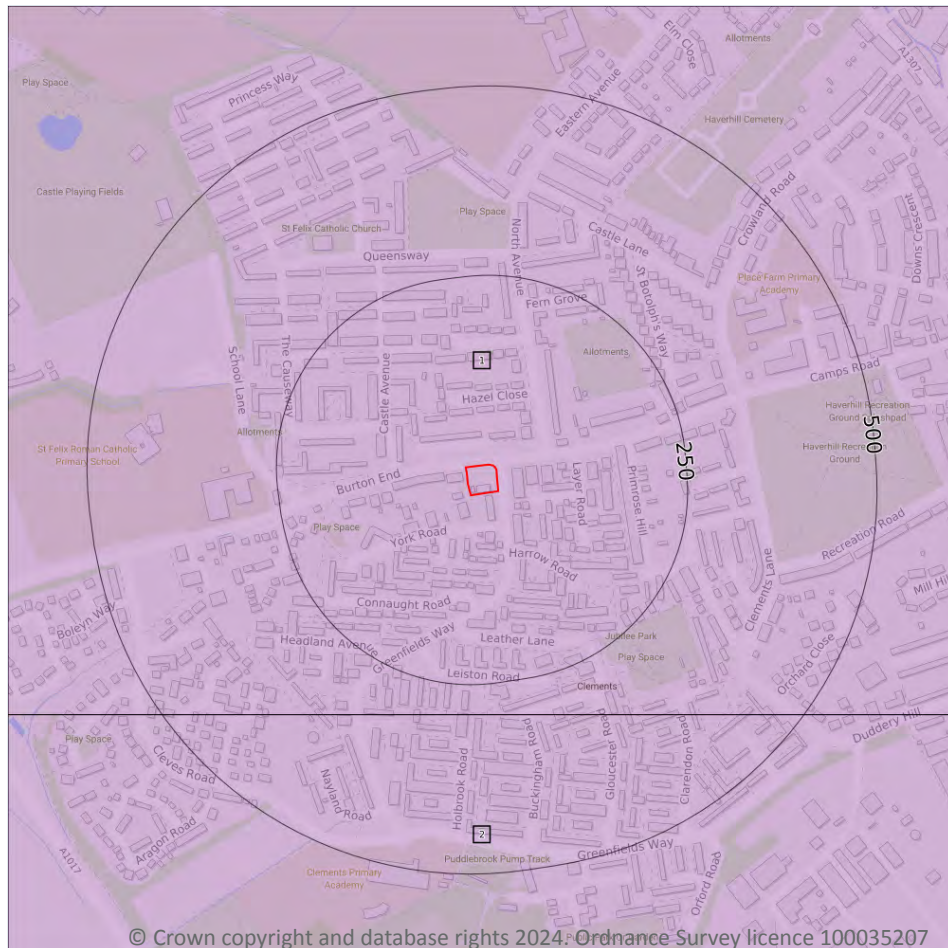 Elm Close
Allotments
A1307
Play Space
Princess Way
Eastern Avenue
Haverhill Cemetery
Castle Playing Fields
Crowland Road
Downs Crescent
Play Space
St Felix Catholic Church
North Avenue
Castle Lane
Queensway
St Botolph's Way
Place Farm Primary
Academy
Fern Grove
Allotments
1
School Lane
The Causeway
Castle Avenue
Camps Road
Hazel Close
Haverhill Recreation
Haverhill Recreation
Ground
500
Allotments
St Felix Roman Catholic
Primary School
250
Burton End
Layer Road
Primrose Hill
Play Space
York Road
Recreation Road
Harrow Road
Clements Lane
Mill
Connaught Road
Boleyn Way
Headland Avenue
Greenfields Way
Leather Lane
Jubilee Park
Play Space
Orchard Close
Leiston Road
Clements
Duddery Hill
Play Space
Cleves Road
Nayland Road
Holbrook Road
Buckingham Road
Gloucester Road
Clarendon Road
2
Aragon Road
A1017
Greenfields Way
Puddlebrook Pump Track
Clements Primary
Academy
Orford Road
© Crown copyright and database rights 2024. Ordnance Survey licence 100035207